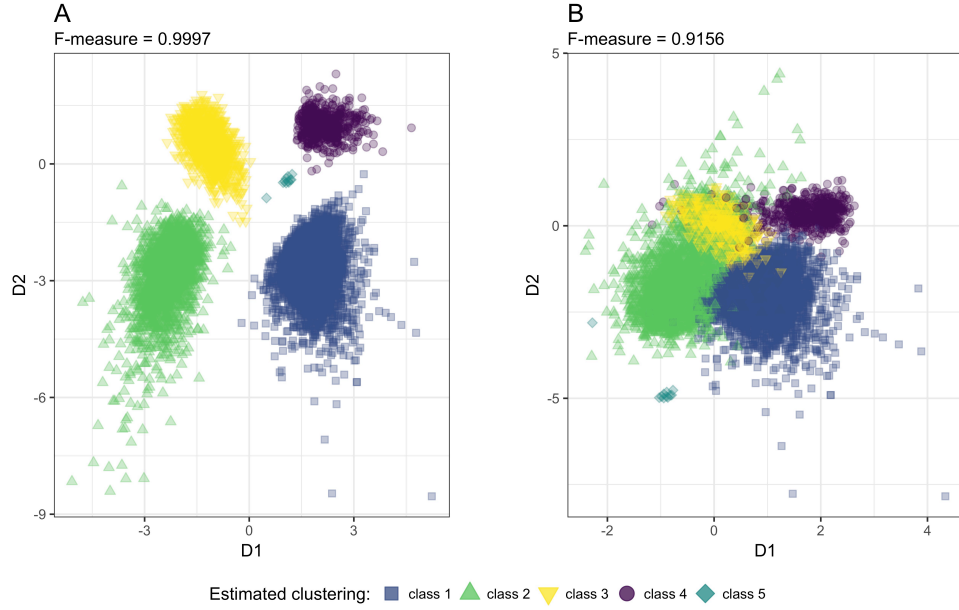 A
F-measure = 0.9997
0
-3
-6
-9
D2
-3
0
3
D1
B
F-measure = 0.9156
5
0
-5
D2
-2
0
2
4
D1
Estimated clustering: class 1 class 2 class 3 class 4 class 5